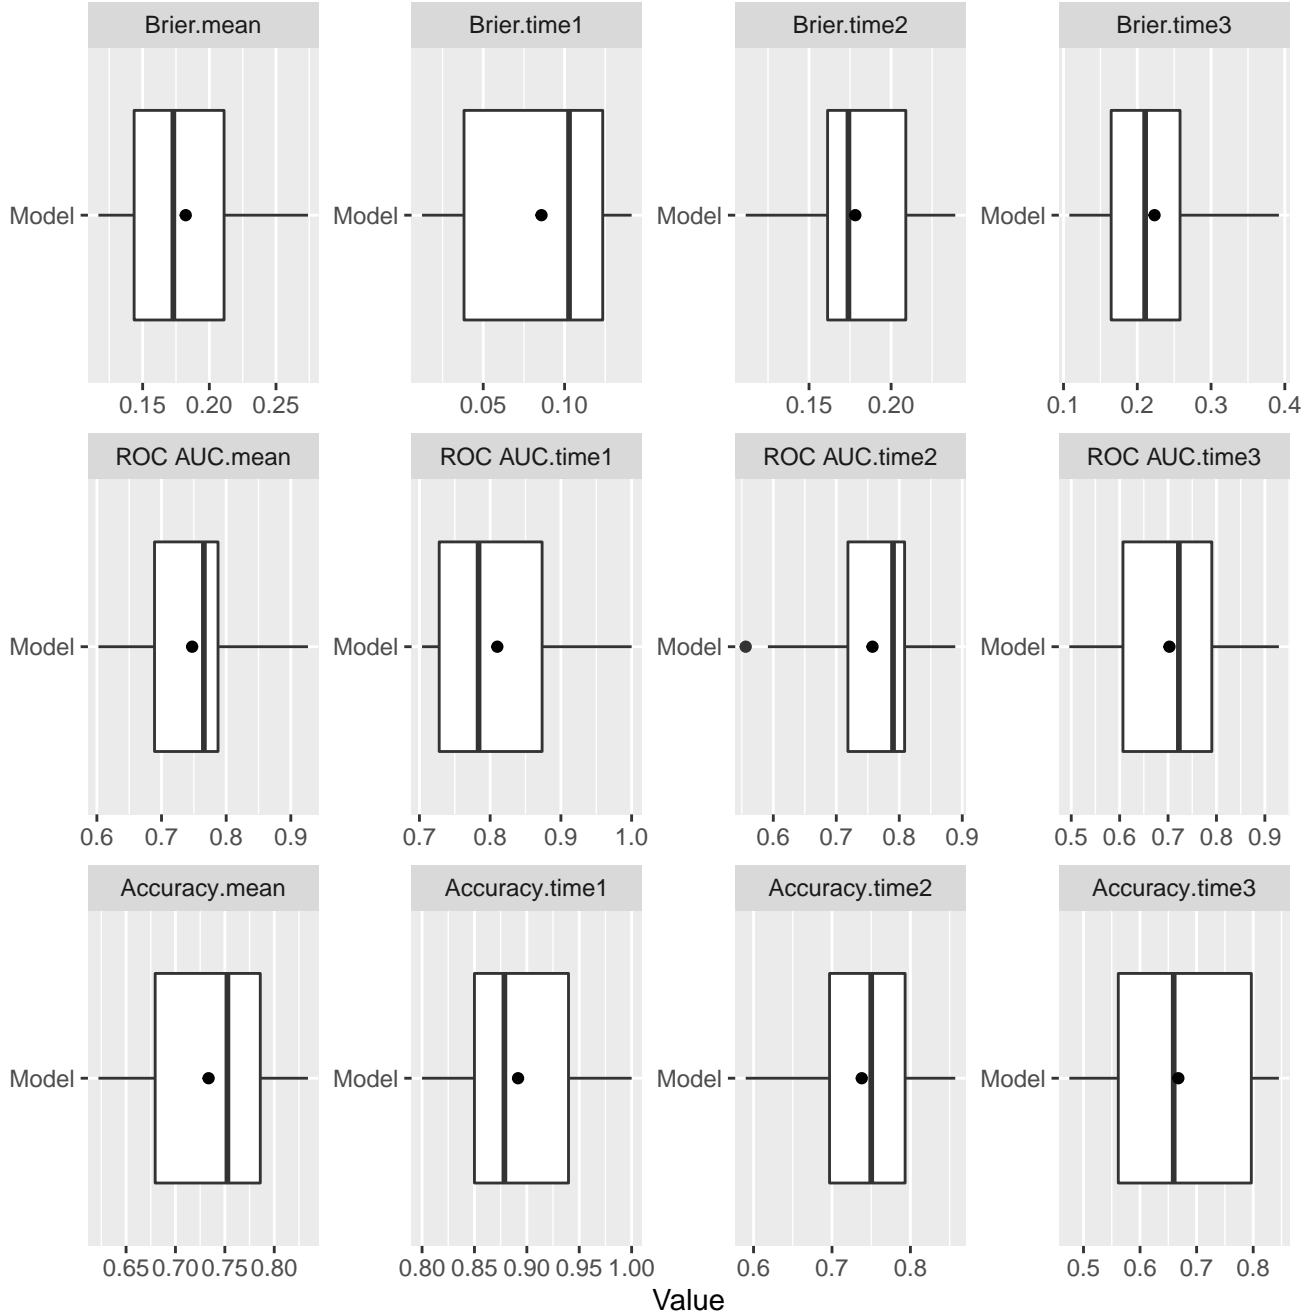 Brier.mean Brier.time1 Brier.time2 Brier.time3
Model Model Model Model
0.15 0.20 0.25 0.05 0.10 0.15 0.20 0.1 0.2 0.3 0.4
ROC AUC.mean ROC AUC.time1 ROC AUC.time2 ROC AUC.time3
Model Model Model Model
0.6 0.7 0.8 0.9 0.7 0.8 0.9 1.0 0.6 0.7 0.8 0.9 0.5 0.6 0.7 0.8 0.9
Accuracy.mean Accuracy.time1 Accuracy.time2 Accuracy.time3
Model Model Model Model
0.65 0.70 0.75 0.80 0.80 0.85 0.90 0.95 1.00 0.6 0.7 0.8 0.5 0.6 0.7 0.8
Value